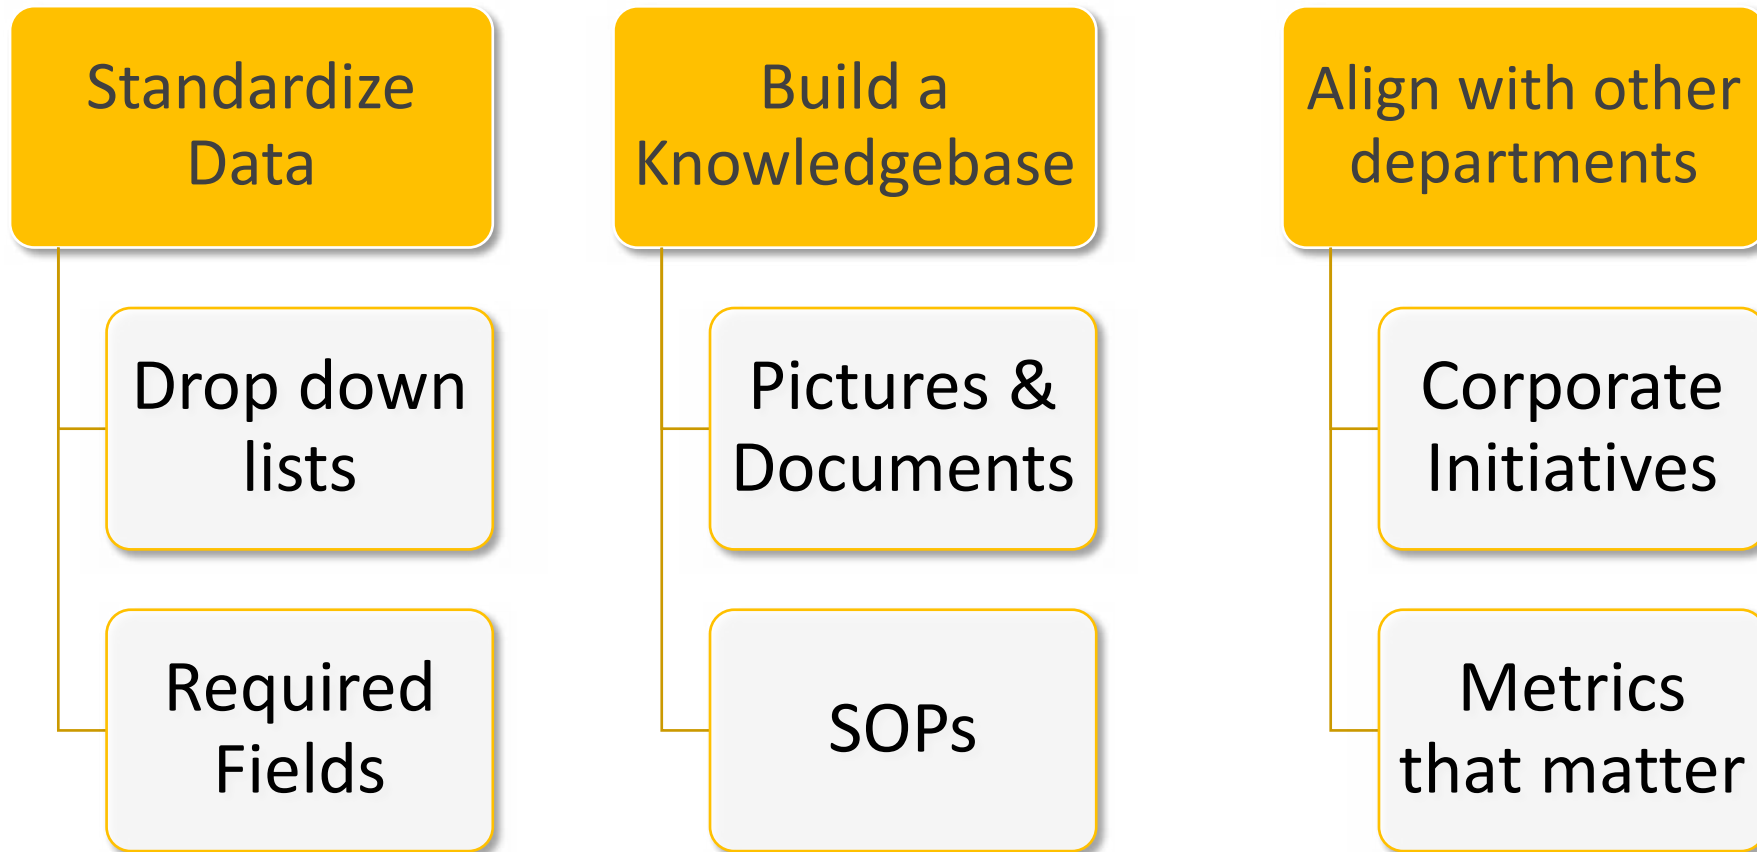 Standardize
Data
Drop down
lists
Required
Fields
Build a
Knowledgebase
Pictures &
Documents
SOPs
Align with other
departments
Corporate
Initiatives
Metrics
that matter